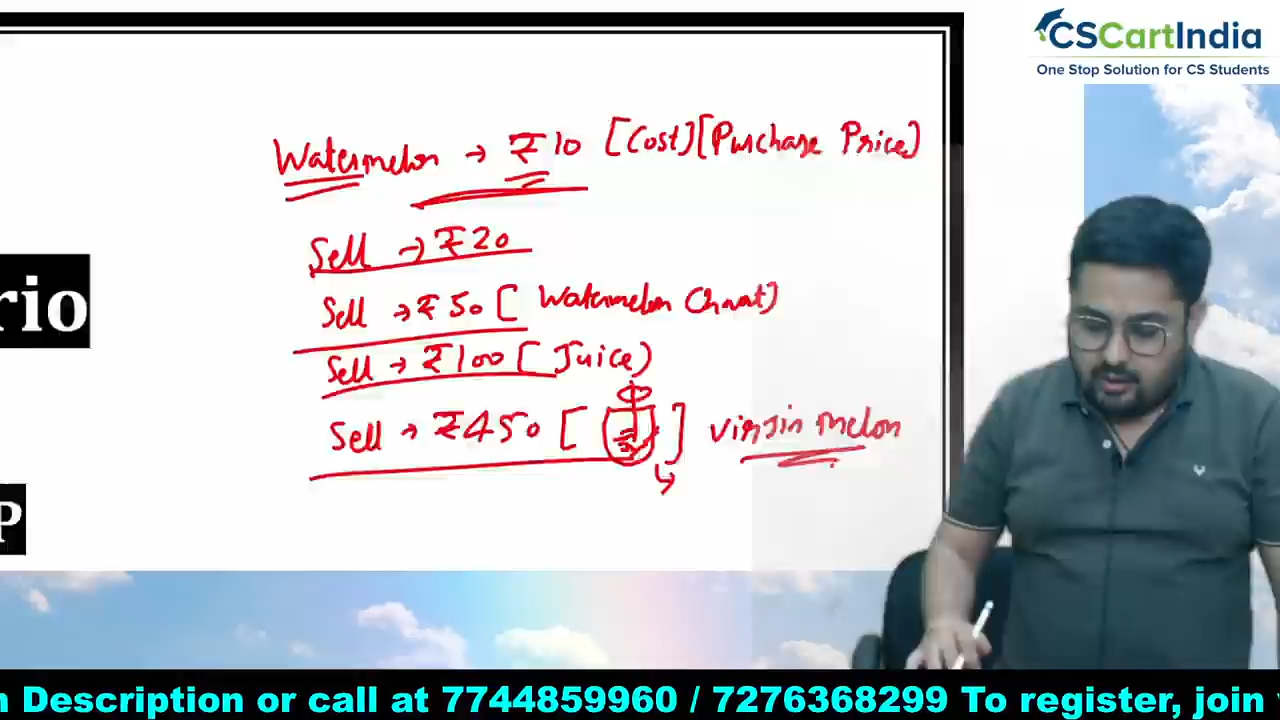 CSCartIndia
One Stop Solution for CS Students
Watermelon → ₹10 [Cost][Purchase Price]
Sell → ₹20
rio
Sell → ₹50 [Watermelon Chaat]
Sell → ₹100 [Juice]
Sell → ₹450 [ ] virgin melon
P
n Description or call at 7744859960 / 7276368299 To register, join